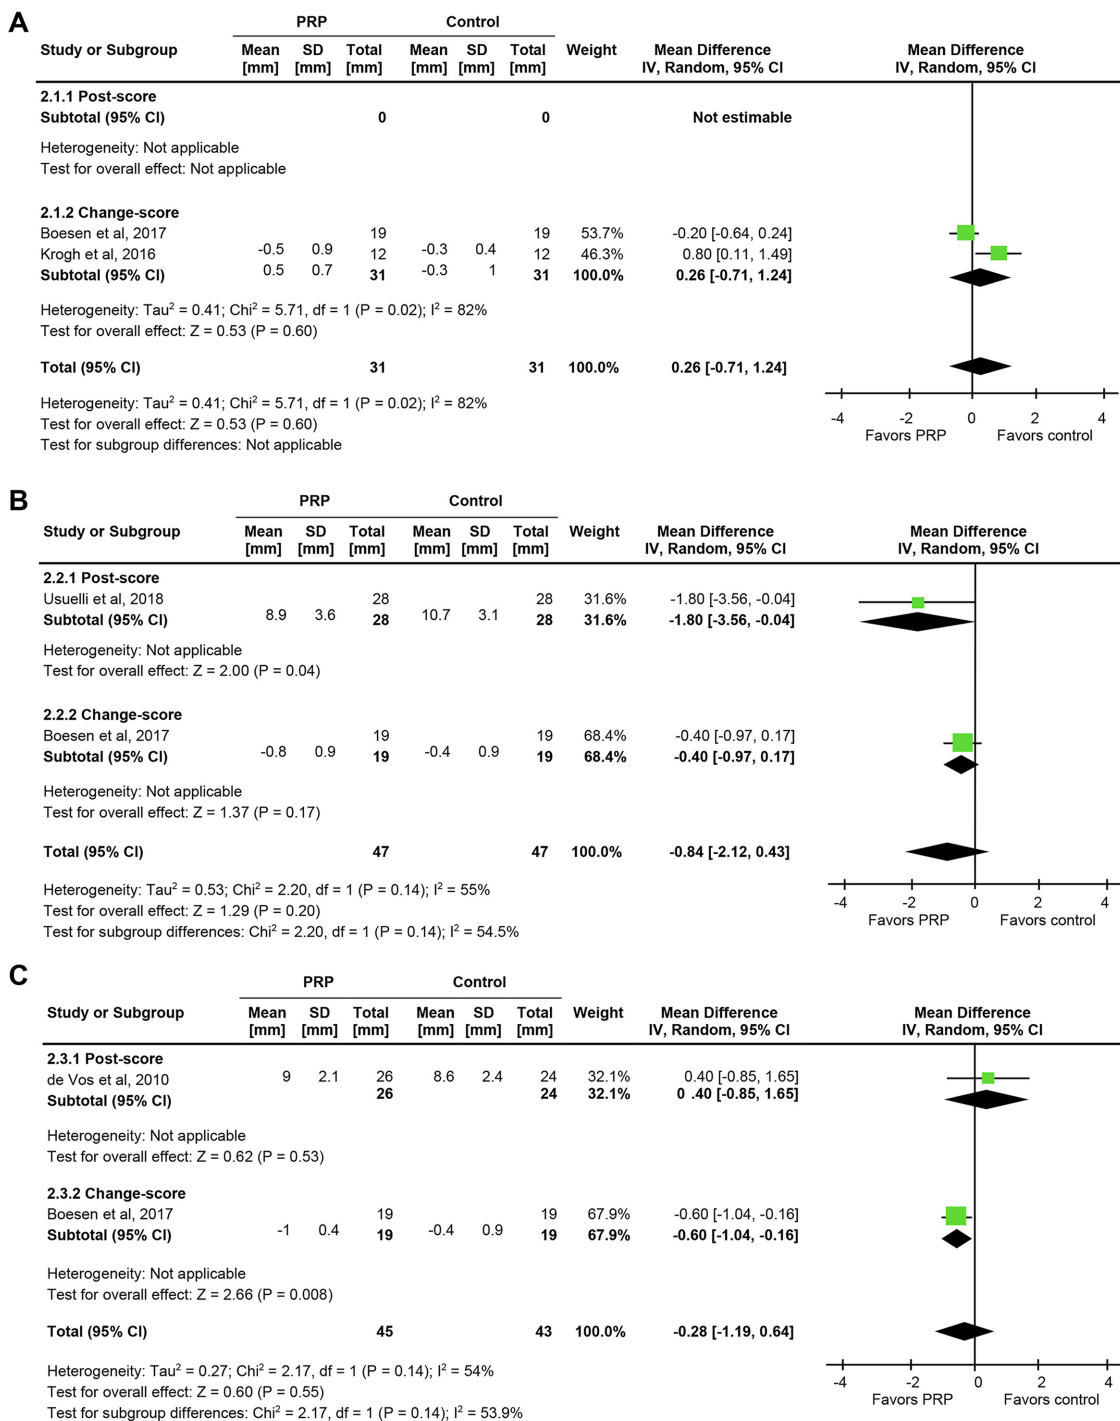 A
PRP Control
Study or Subgroup Mean SD Total Mean SD Total Weight Mean Difference Mean Difference
[mm] [mm] [mm] [mm] [mm] [mm] IV, Random, 95% CI IV, Random, 95% CI
2.1.1 Post-score
Subtotal (95% CI) 0 0 Not estimable
Heterogeneity: Not applicable
Test for overall effect: Not applicable
2.1.2 Change-score
Boesen et al, 2017 19 19 53.7% -0.20 [-0.64, 0.24]
-0.5 0.9 -0.3 0.4
Krogh et al, 2016 12 12 46.3% 0.80 [0.11, 1.49]
0.5 0.7 -0.3 1
Subtotal (95% CI) 31 31 100.0% 0.26 [-0.71, 1.24]
Heterogeneity: Tau² = 0.41; Chi² = 5.71, df = 1 (P = 0.02); I² = 82%
Test for overall effect: Z = 0.53 (P = 0.60)
Total (95% CI) 31 31 100.0% 0.26 [-0.71, 1.24]
Heterogeneity: Tau² = 0.41; Chi² = 5.71, df = 1 (P = 0.02); I² = 82%
Test for overall effect: Z = 0.53 (P = 0.60)
Test for subgroup differences: Not applicable
-4 -2 0 2 4
Favors PRP Favors control
B
PRP Control
Study or Subgroup Mean SD Total Mean SD Total Weight Mean Difference Mean Difference
[mm] [mm] [mm] [mm] [mm] [mm] IV, Random, 95% CI IV, Random, 95% CI
2.2.1 Post-score
Usuelli et al, 2018 28 28 31.6% -1.80 [-3.56, -0.04]
8.9 3.6 10.7 3.1
Subtotal (95% CI) 28 28 31.6% -1.80 [-3.56, -0.04]
Heterogeneity: Not applicable
Test for overall effect: Z = 2.00 (P = 0.04)
2.2.2 Change-score
Boesen et al, 2017 19 19 68.4% -0.40 [-0.97, 0.17]
-0.8 0.9 -0.4 0.9
Subtotal (95% CI) 19 19 68.4% -0.40 [-0.97, 0.17]
Heterogeneity: Not applicable
Test for overall effect: Z = 1.37 (P = 0.17)
Total (95% CI) 47 47 100.0% -0.84 [-2.12, 0.43]
Heterogeneity: Tau² = 0.53; Chi² = 2.20, df = 1 (P = 0.14); I² = 55%
Test for overall effect: Z = 1.29 (P = 0.20)
Test for subgroup differences: Chi² = 2.20, df = 1 (P = 0.14); I² = 54.5%
-4 -2 0 2 4
Favors PRP Favors control
C
PRP Control
Study or Subgroup Mean SD Total Mean SD Total Weight Mean Difference Mean Difference
[mm] [mm] [mm] [mm] [mm] [mm] IV, Random, 95% CI IV, Random, 95% CI
2.3.1 Post-score
de Vos et al, 2010 9 2.1 26 8.6 2.4 24 32.1% 0.40 [-0.85, 1.65]
Subtotal (95% CI) 26 24 32.1% 0 .40 [-0.85, 1.65]
Heterogeneity: Not applicable
Test for overall effect: Z = 0.62 (P = 0.53)
2.3.2 Change-score
Boesen et al, 2017 19 19 67.9% -0.60 [-1.04, -0.16]
-1 0.4 -0.4 0.9
Subtotal (95% CI) 19 19 67.9% -0.60 [-1.04, -0.16]
Heterogeneity: Not applicable
Test for overall effect: Z = 2.66 (P = 0.008)
Total (95% CI) 45 43 100.0% -0.28 [-1.19, 0.64]
Heterogeneity: Tau² = 0.27; Chi² = 2.17, df = 1 (P = 0.14); I² = 54%
Test for overall effect: Z = 0.60 (P = 0.55)
Test for subgroup differences: Chi² = 2.17, df = 1 (P = 0.14); I² = 53.9%
-4 -2 0 2 4
Favors PRP Favors control